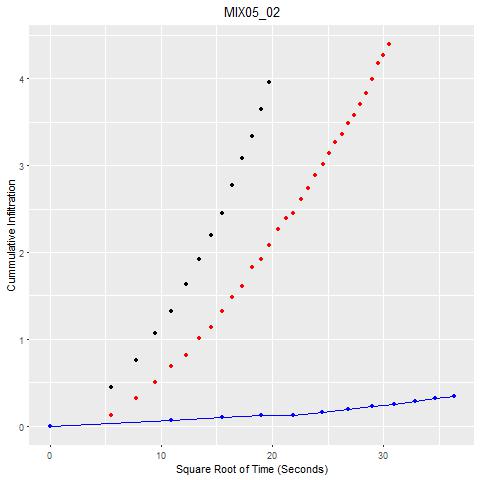 MIX05_02
Cummulative Infiltration
4
3
2
1
0
0 10 20 30
Square Root of Time (Seconds)